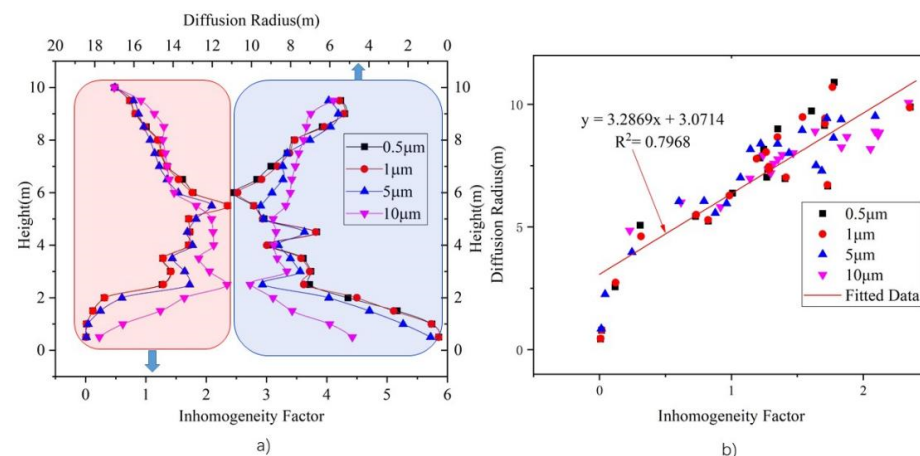 Diffusion Radius(m)
20 18 16 14 12 10 8 6 4 2 0
10
8
6
4
2
0
Height(m)
0.5μm
1μm
5μm
10μm
10
8
6
4
2
0
Height(m)
0 1 2 3 4 5 6
Inhomogeneity Factor
a)
10
5
0
Diffusion Radius(m)
y = 3.2869x + 3.0714
R²= 0.7968
0.5μm
1μm
5μm
10μm
Fitted Data
0 1 2
Inhomogeneity Factor
b)